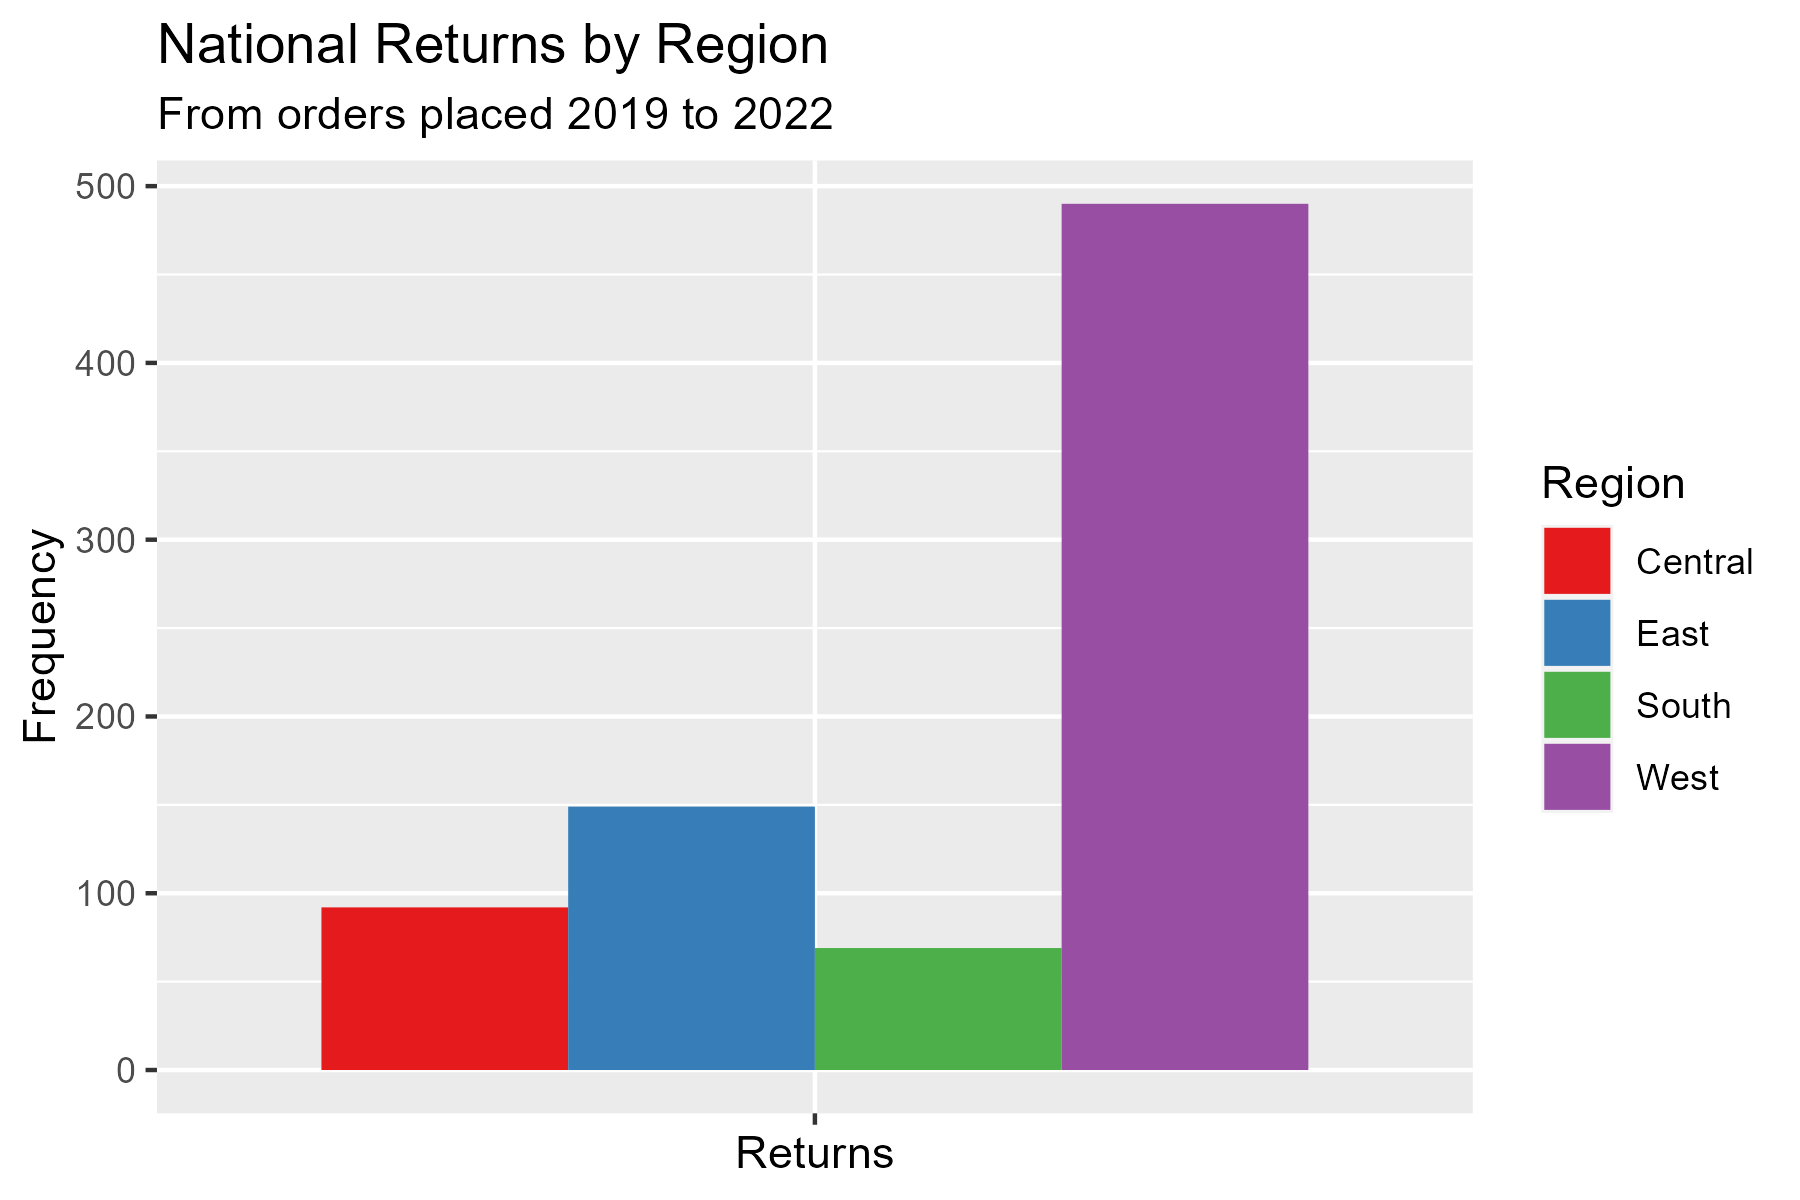 National Returns by Region
From orders placed 2019 to 2022
500
400
300
200
100
0
Frequency
Returns
Region
Central
East
South
West